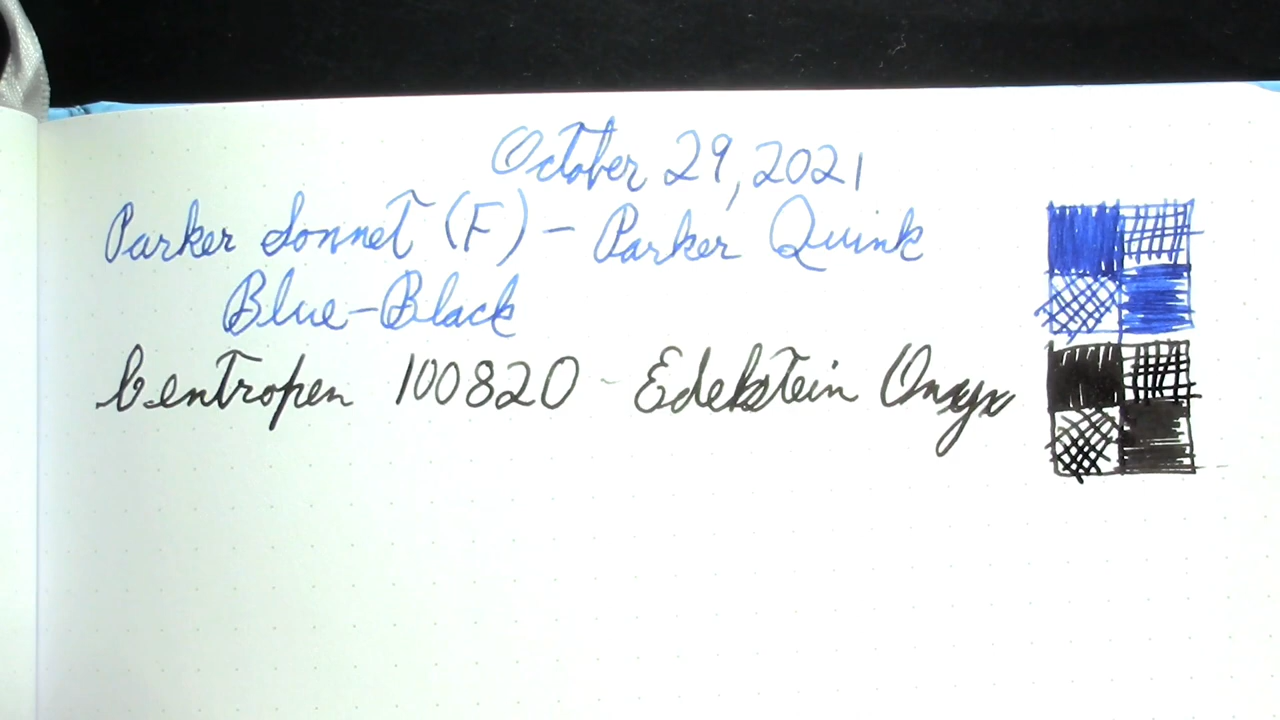 October 29, 2021
Parker Sonnet (F) - Parker Quink
Blue-Black
Centropen 100820 - Edelstein Onyx